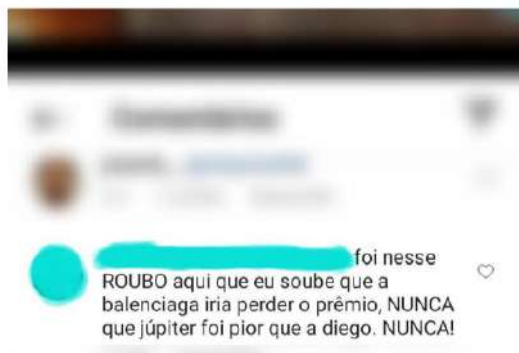 foi nesse
ROUBO aqui que eu soube que a
balenciaga iria perder o prêmio, NUNCA
que júpiter foi pior que a diego. NUNCA!